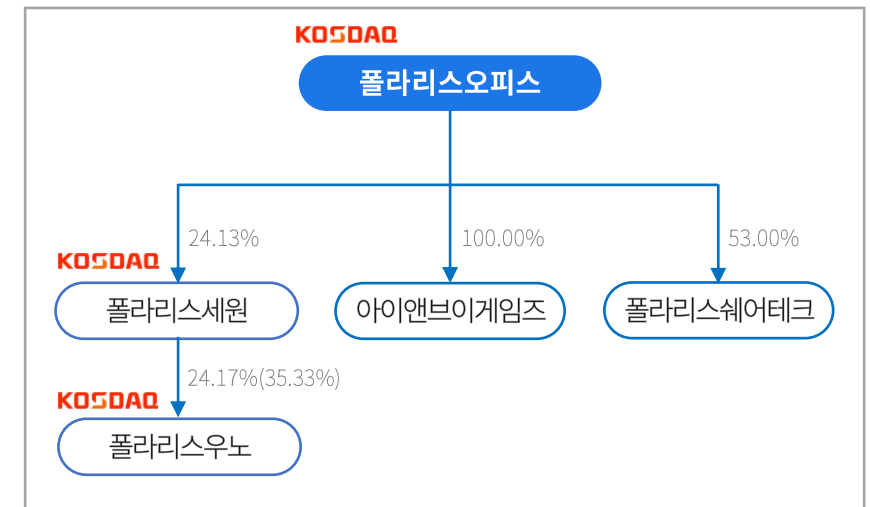 KOSDAQ
폴라리스오피스
24.13%
100.00%
53.00%
KOSDAQ
폴라리스세원
아이앤브이게임즈
폴라리스쉐어테크
24.17%(35.33%)
KOSDAQ
폴라리스우노